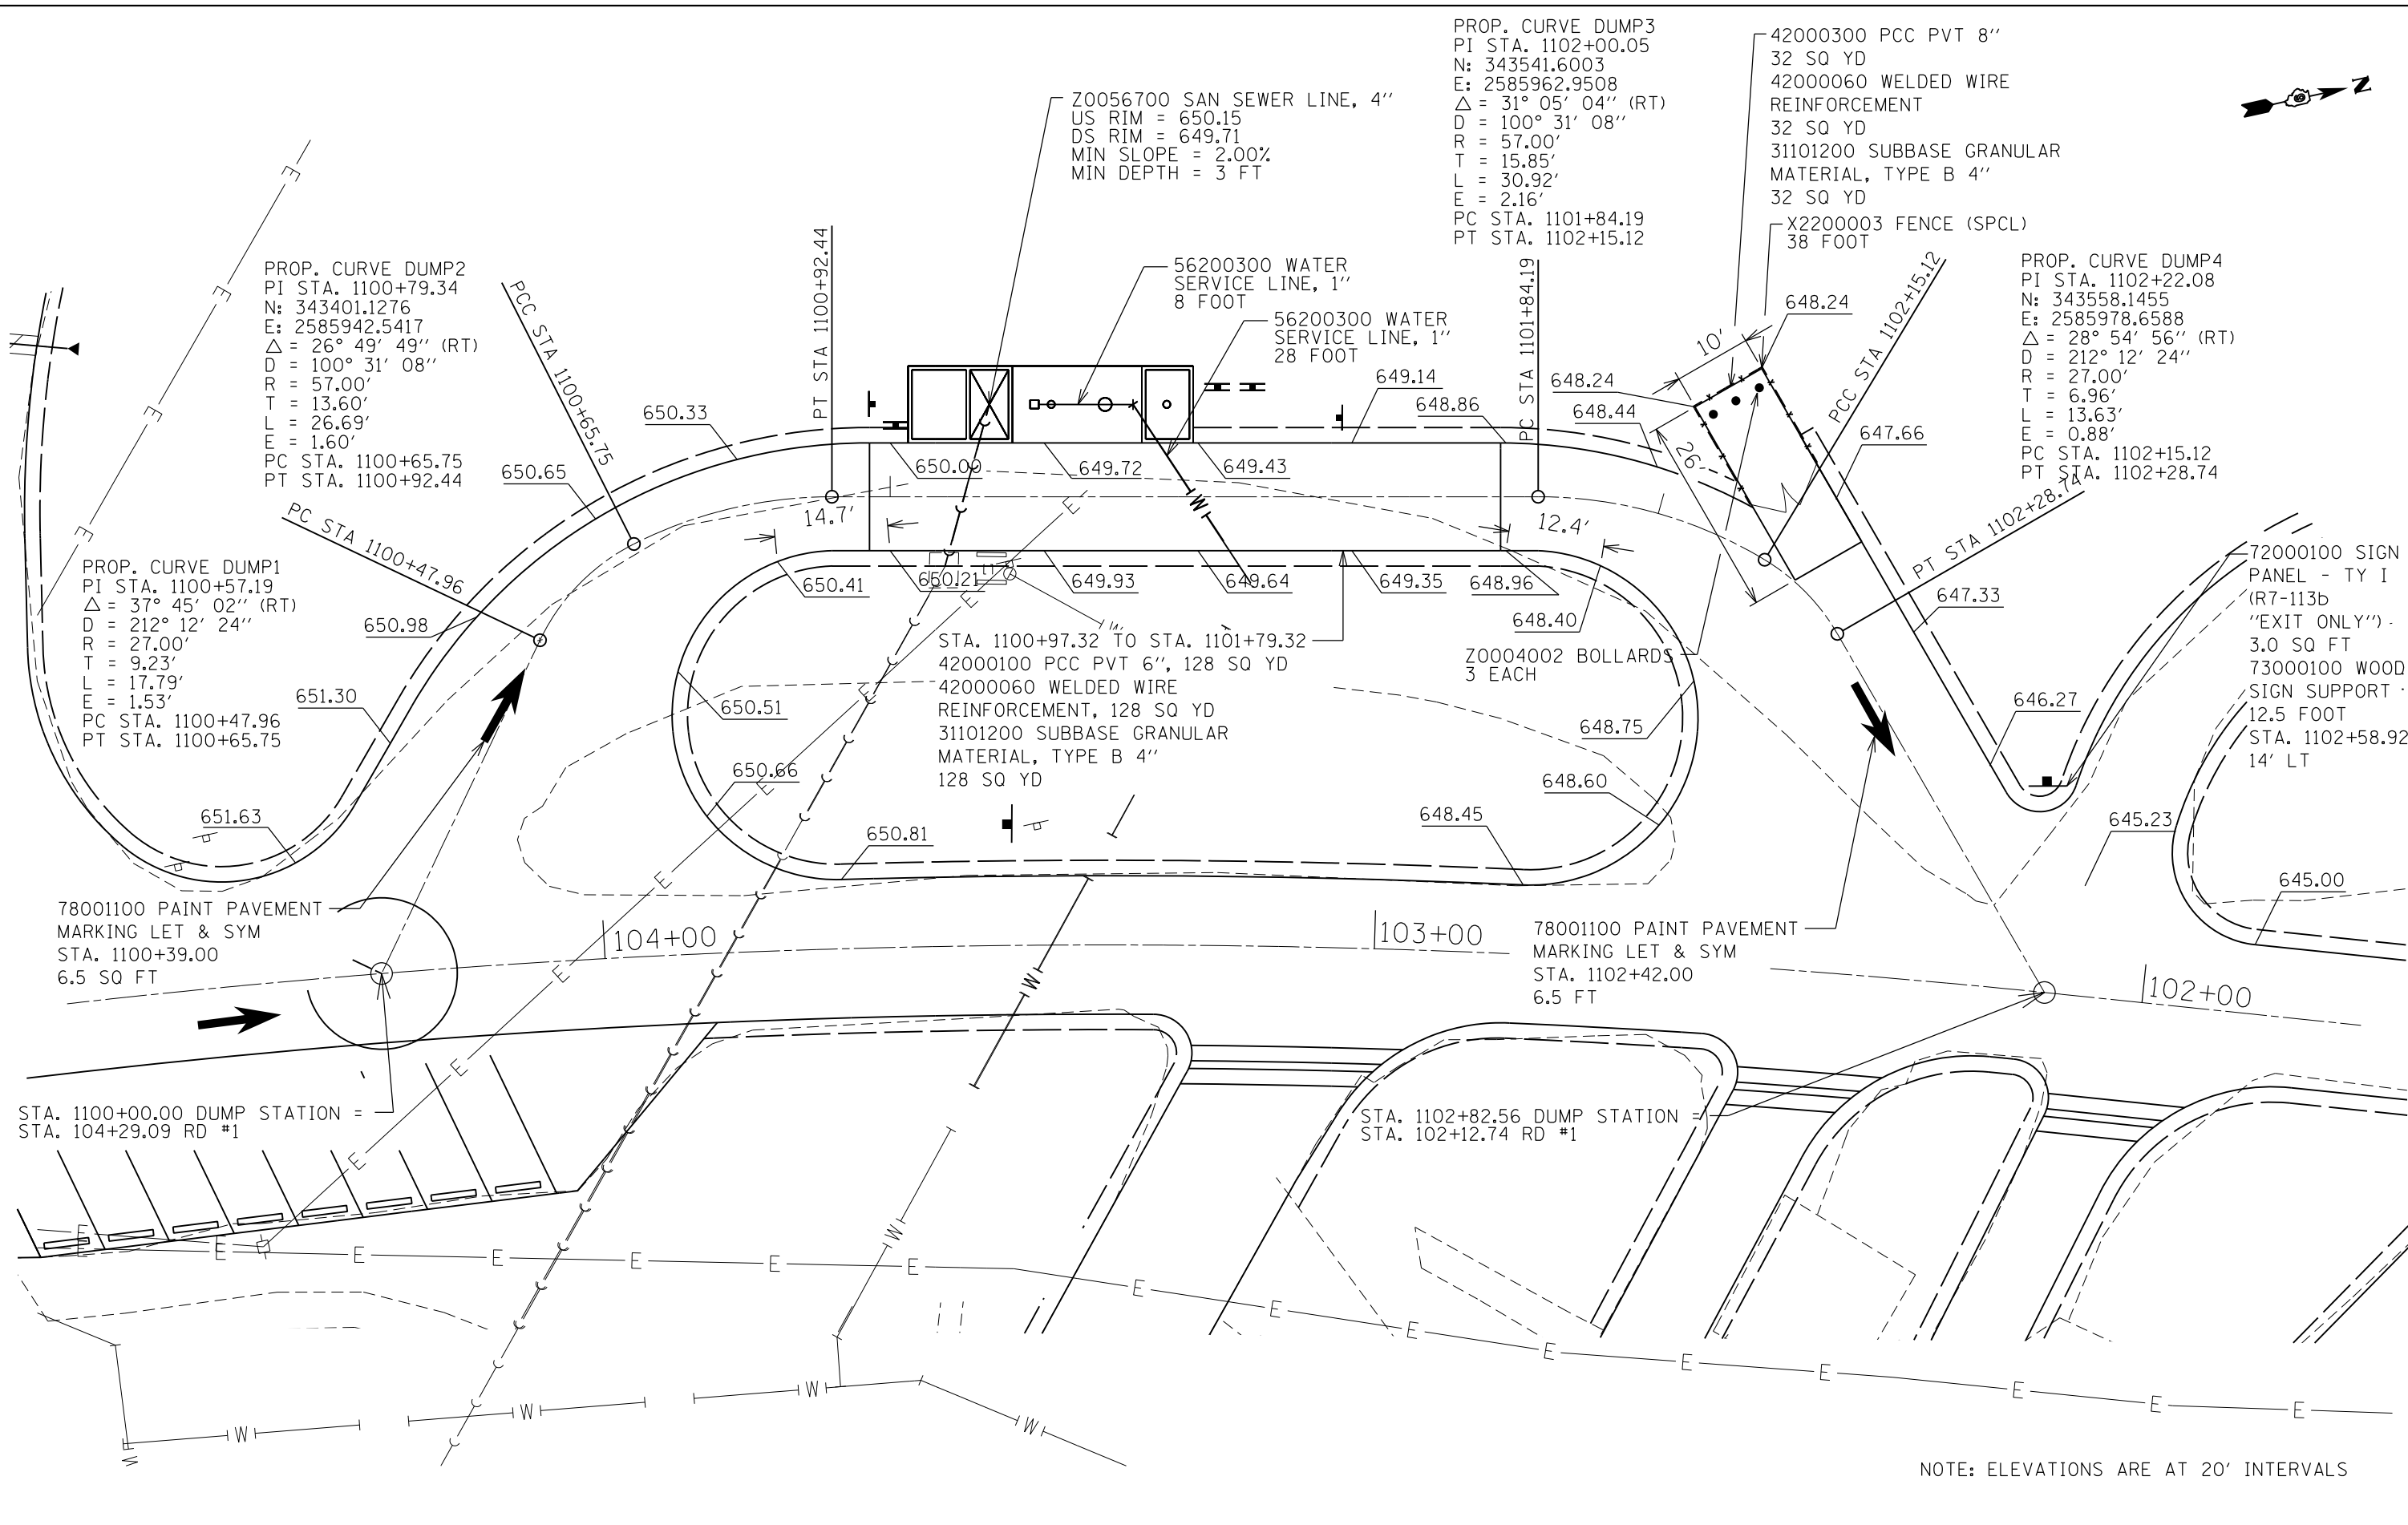 PROP. CURVE DUMP3
PI STA. 1102+00.05
N: 343541.6003
E: 2585962.9508
△ = 31° 05' 04'' (RT)
D = 100° 31' 08''
R = 57.00'
T = 15.85'
L = 30.92'
E = 2.16'
PC STA. 1101+84.19
PT STA. 1102+15.12
42000300 PCC PVT 8''
32 SQ YD
42000060 WELDED WIRE
REINFORCEMENT
32 SQ YD
31101200 SUBBASE GRANULAR
MATERIAL, TYPE B 4''
32 SQ YD
X2200003 FENCE (SPCL)
38 FOOT
N
Z0056700 SAN SEWER LINE, 4''
US RIM = 650.15
DS RIM = 649.71
MIN SLOPE = 2.00%
MIN DEPTH = 3 FT
56200300 WATER
SERVICE LINE, 1''
8 FOOT
56200300 WATER
SERVICE LINE, 1''
28 FOOT
PROP. CURVE DUMP2
PI STA. 1100+79.34
N: 343401.1276
E: 2585942.5417
△ = 26° 49' 49'' (RT)
D = 100° 31' 08''
R = 57.00'
T = 13.60'
L = 26.69'
E = 1.60'
PC STA. 1100+65.75
PT STA. 1100+92.44
PROP. CURVE DUMP4
PI STA. 1102+22.08
N: 343558.1455
E: 2585978.6588
△ = 28° 54' 56'' (RT)
D = 212° 12' 24''
R = 27.00'
T = 6.96'
L = 13.63'
E = 0.88'
PC STA. 1102+15.12
PT STA. 1102+28.74
PROP. CURVE DUMP1
PI STA. 1100+57.19
△ = 37° 45' 02'' (RT)
D = 212° 12' 24''
R = 27.00'
T = 9.23'
L = 17.79'
E = 1.53'
PC STA. 1100+47.96
PT STA. 1100+65.75
PC STA 1100+47.96
PCC STA 1100+65.75
PT STA 1100+92.44
PC STA 1101+84.19
PCC STA 1102+15.12
PT STA 1102+28.74
10'
26'
14.7'
12.4'
651.63
651.30
650.98
650.65
650.33
650.00
649.72
649.43
649.14
648.86
648.24
648.44
648.24
647.66
647.33
646.27
645.23
645.00
650.41
650.21
649.93
649.64
649.35
648.96
648.40
648.75
648.60
648.45
650.51
650.66
650.81
STA. 1100+97.32 TO STA. 1101+79.32
42000100 PCC PVT 6'', 128 SQ YD
42000060 WELDED WIRE
REINFORCEMENT, 128 SQ YD
31101200 SUBBASE GRANULAR
MATERIAL, TYPE B 4''
128 SQ YD
Z0004002 BOLLARDS
3 EACH
72000100 SIGN
PANEL - TY I
(R7-113b
''EXIT ONLY'') -
3.0 SQ FT
73000100 WOOD
SIGN SUPPORT -
12.5 FOOT
STA. 1102+58.92
14' LT
78001100 PAINT PAVEMENT
MARKING LET & SYM
STA. 1100+39.00
6.5 SQ FT
104+00
103+00
102+00
78001100 PAINT PAVEMENT
MARKING LET & SYM
STA. 1102+42.00
6.5 FT
STA. 1100+00.00 DUMP STATION =
STA. 104+29.09 RD #1
STA. 1102+82.56 DUMP STATION =
STA. 102+12.74 RD #1
E E E E E E E E E E E E E E E E
W W W W W W
NOTE: ELEVATIONS ARE AT 20' INTERVALS